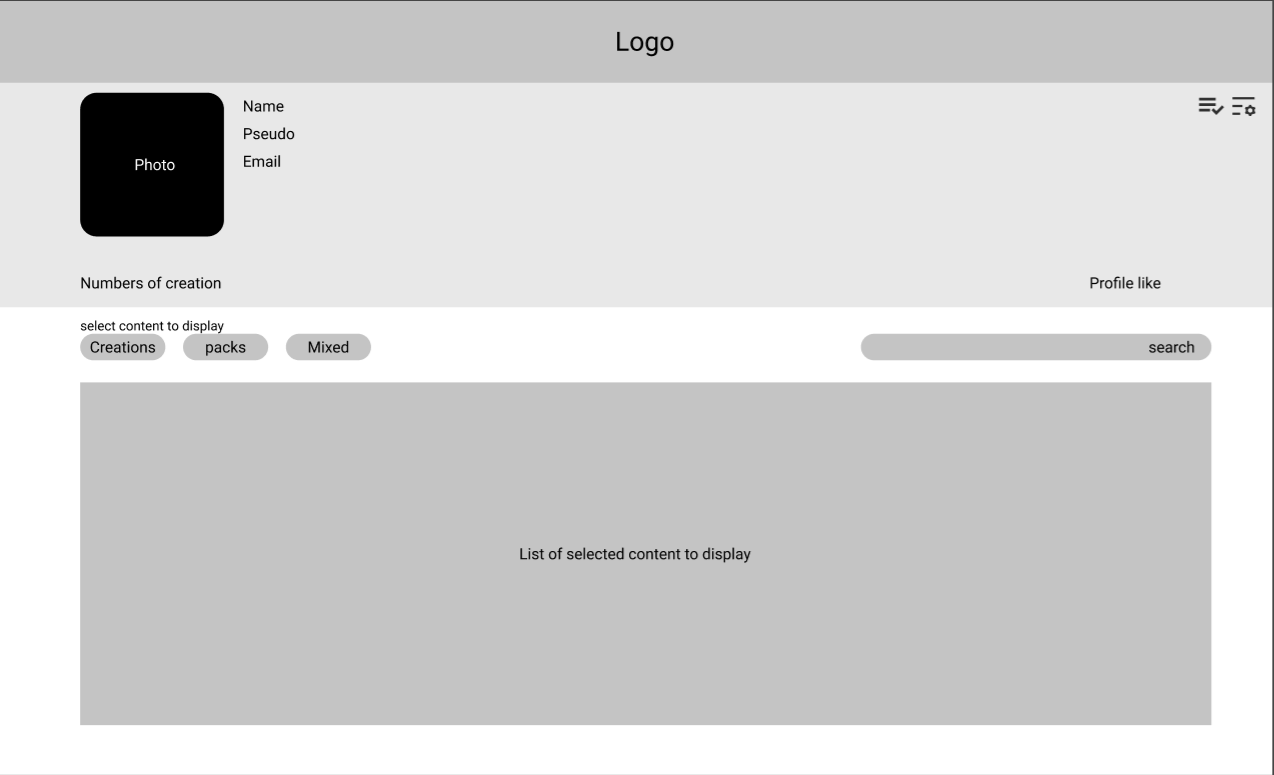 Logo
Photo
Name
Pseudo
Email
Numbers of creation
Profile like
select content to display
Creations
packs
Mixed
search
List of selected content to display